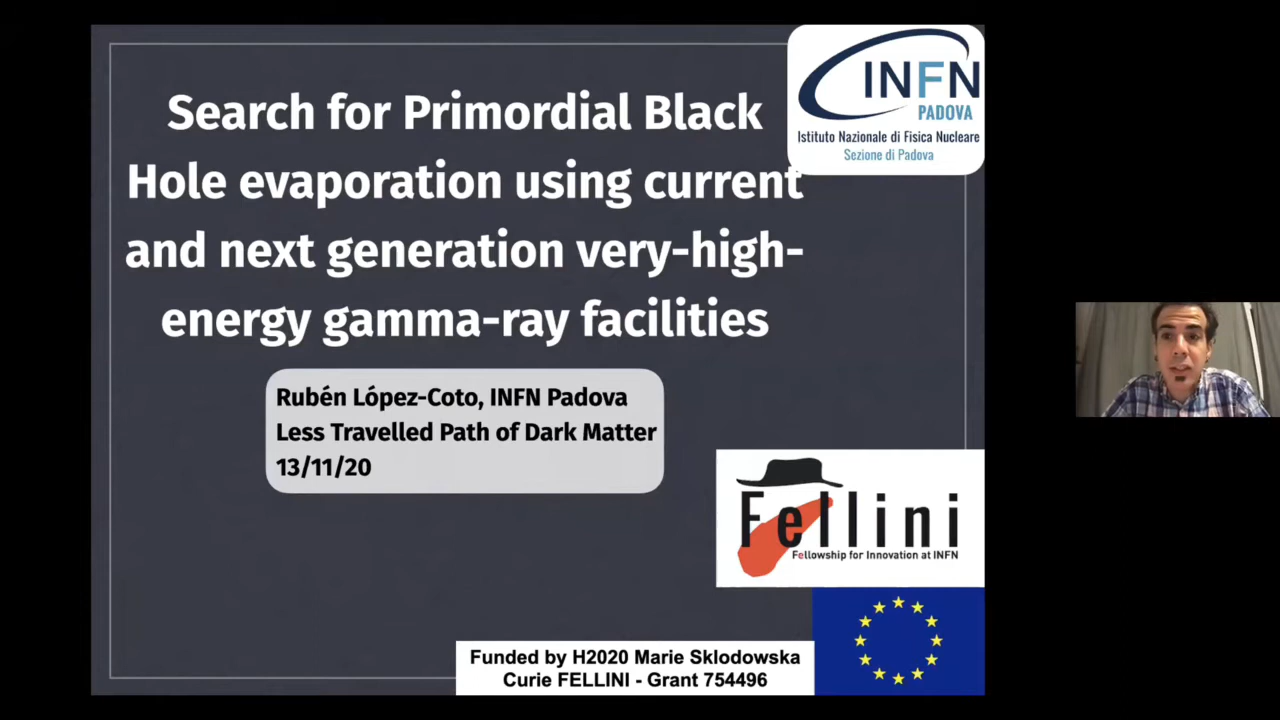 Search for Primordial Black
Hole evaporation using current
and next generation very-high-
energy gamma-ray facilities
INFN
PADOVA
Istituto Nazionale di Fisica Nucleare
Sezione di Padova
Rubén López-Coto, INFN Padova
Less Travelled Path of Dark Matter
13/11/20
Fellini
Fellowship for Innovation at INFN
Funded by H2020 Marie Sklodowska
Curie FELLINI - Grant 754496